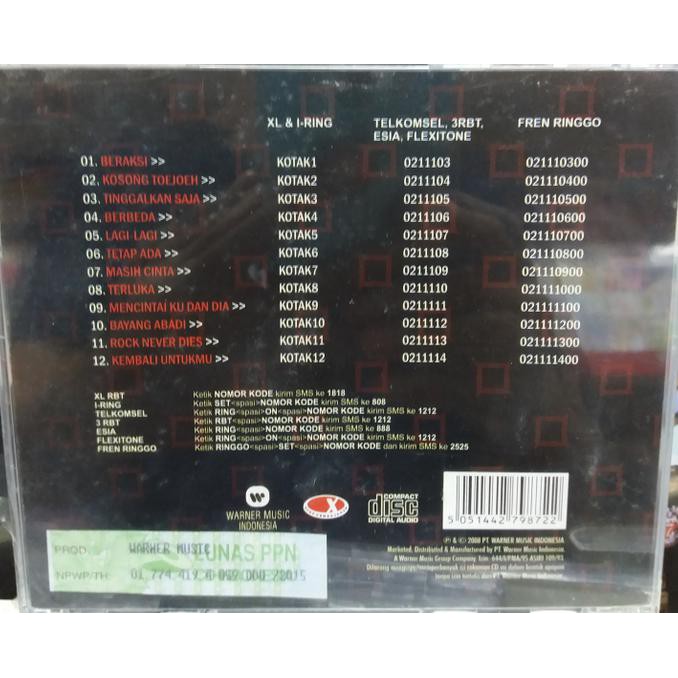 XL & I-RING TELKOMSEL, 3RBT, FREN RINGGO
ESIA, FLEXITONE
01. BERAKSI >> KOTAK1 0211103 021110300
02. KOSONG TOEJOEH >> KOTAK2 0211104 021110400
03. TINGGALKAN SAJA >> KOTAK3 0211105 021110500
04. BERBEDA >> KOTAK4 0211106 021110600
05. LAGI-LAGI >> KOTAK5 0211107 021110700
06. TETAP ADA >> KOTAK6 0211108 021110800
07. MASIH CINTA >> KOTAK7 0211109 021110900
08. TERLUKA >> KOTAK8 0211110 021111000
09. MENCINTAI KU DAN DIA >> KOTAK9 0211111 021111100
10. BAYANG ABADI >> KOTAK10 0211112 021111200
11. ROCK NEVER DIES >> KOTAK11 0211113 021111300
12. KEMBALI UNTUKMU >> KOTAK12 0211114 021111400
XL RBT Ketik NOMOR KODE kirim SMS ke 1818
I-RING Ketik SET<spasi>NOMOR KODE kirim SMS ke 808
TELKOMSEL Ketik RING<spasi>ON<spasi>NOMOR KODE kirim SMS ke 1212
3 RBT Ketik RBT<spasi>NOMOR KODE kirim SMS ke 1212
ESIA Ketik RING<spasi>NOMOR KODE kirim SMS ke 888
FLEXITONE Ketik RING<spasi>ON<spasi>NOMOR KODE kirim SMS ke 1212
FREN RINGGO Ketik RINGGO<spasi>SET<spasi>NOMOR KODE dan kirim SMS ke 2525
WARNER MUSIC
INDONESIA
X
COMPACT
disc
DIGITAL AUDIO
5 051442 798722
℗ & © 2008 PT WARNER MUSIC INDONESIA
Marketed, Distributed & Manufactured by PT. Warner Music Indonesia.
A Warner Music Group Company
PROD. WARNER MUSIC
LUNAS PPN
NPWP/TH: